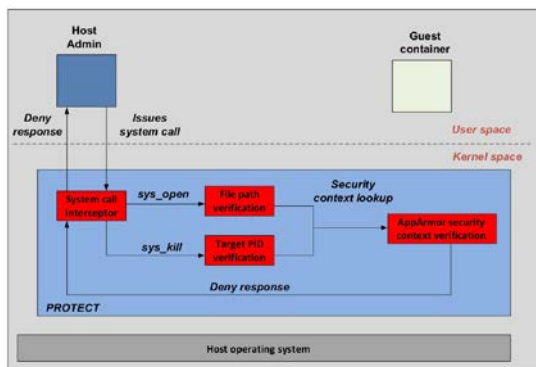 Host
Admin
Guest
container
Deny
response
Issues
system call
User space
Kernel space
System call
interceptor
sys_open
File path
verification
Security
context lookup
AppArmor security
context verification
sys_kill
Target PID
verification
Deny response
PROTECT
Host operating system